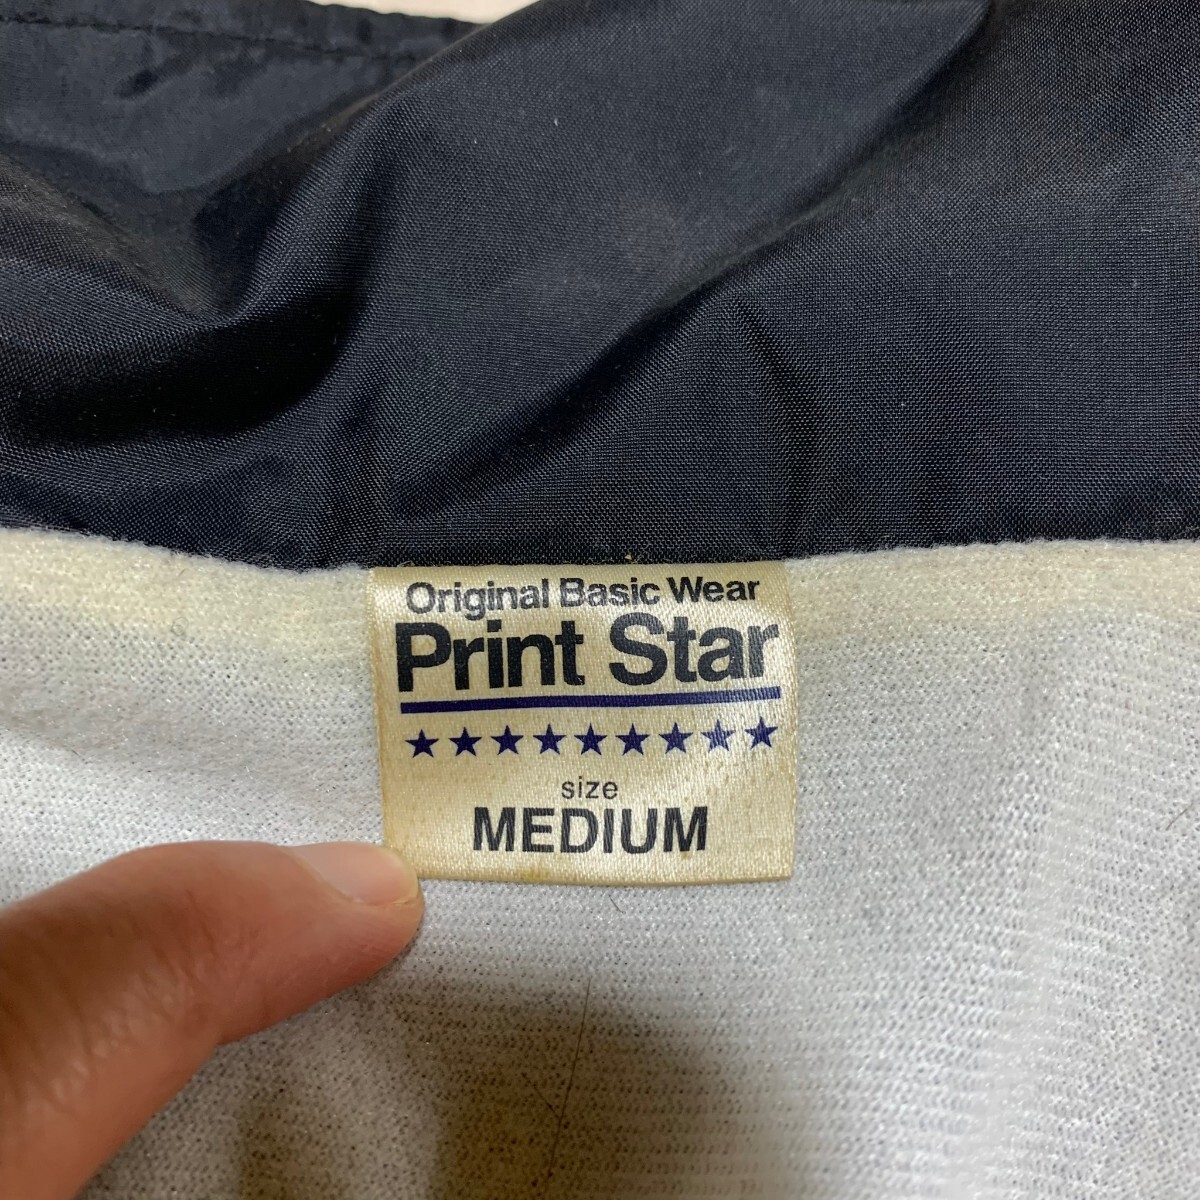 Original Basic Wear
Print Star
★★★★★★★★★
size
MEDIUM